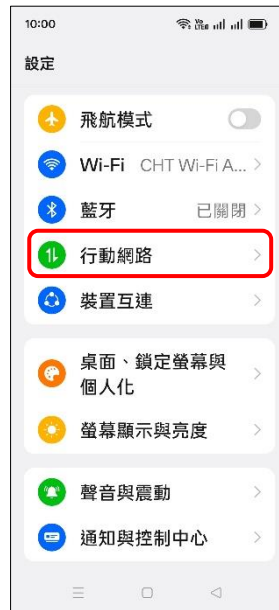 10:00
設定
飛航模式
Wi-Fi CHT Wi-Fi A...
藍牙 已關閉
行動網路
裝置互連
桌面、鎖定螢幕與
個人化
螢幕顯示與亮度
聲音與震動
通知與控制中心